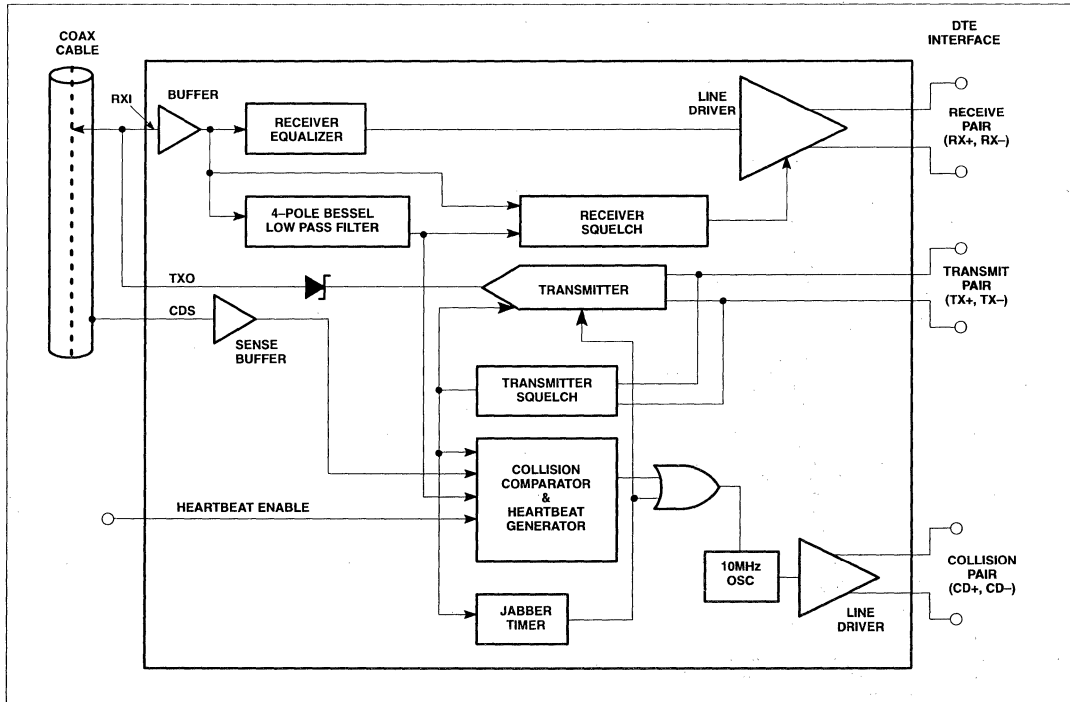 COAX
CABLE
DTE
INTERFACE
RXI
BUFFER
RECEIVER
EQUALIZER
LINE
DRIVER
RECEIVE
PAIR
(RX+, RX–)
4–POLE BESSEL
LOW PASS FILTER
RECEIVER
SQUELCH
TXO
TRANSMITTER
TRANSMIT
PAIR
(TX+, TX–)
CDS
SENSE
BUFFER
TRANSMITTER
SQUELCH
COLLISION
COMPARATOR
&
HEARTBEAT
GENERATOR
HEARTBEAT ENABLE
10MHz
OSC
COLLISION
PAIR
(CD+, CD–)
LINE
DRIVER
JABBER
TIMER